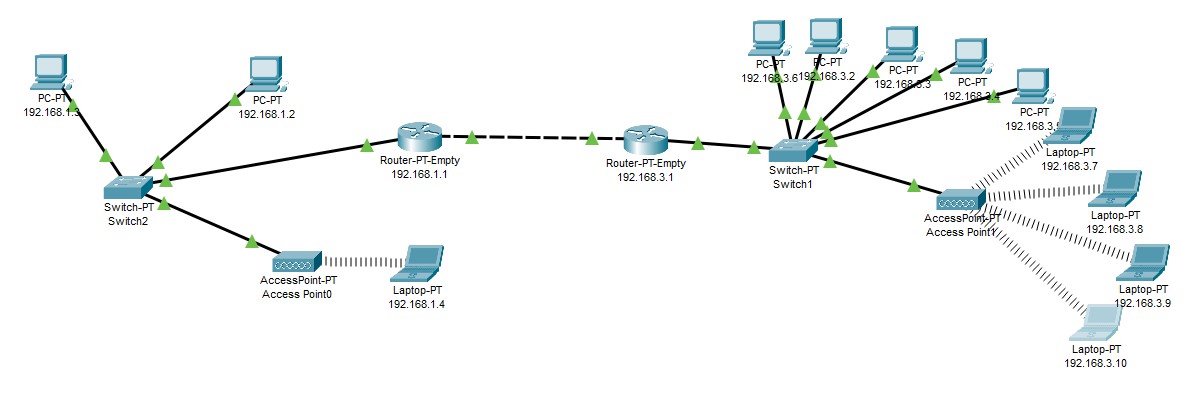 PC-PT
192.168.1.3
PC-PT
192.168.1.2
Router-PT-Empty
192.168.1.1
Switch-PT
Switch2
AccessPoint-PT
Access Point0
Laptop-PT
192.168.1.4
Router-PT-Empty
192.168.3.1
PC-PT
192.168.3.6
PC-PT
192.168.3.2
PC-PT
192.168.3.3
PC-PT
192.168.3.4
PC-PT
Switch-PT
Switch1
AccessPoint-PT
Access Point1
Laptop-PT
192.168.3.7
Laptop-PT
192.168.3.8
Laptop-PT
192.168.3.9
Laptop-PT
192.168.3.10